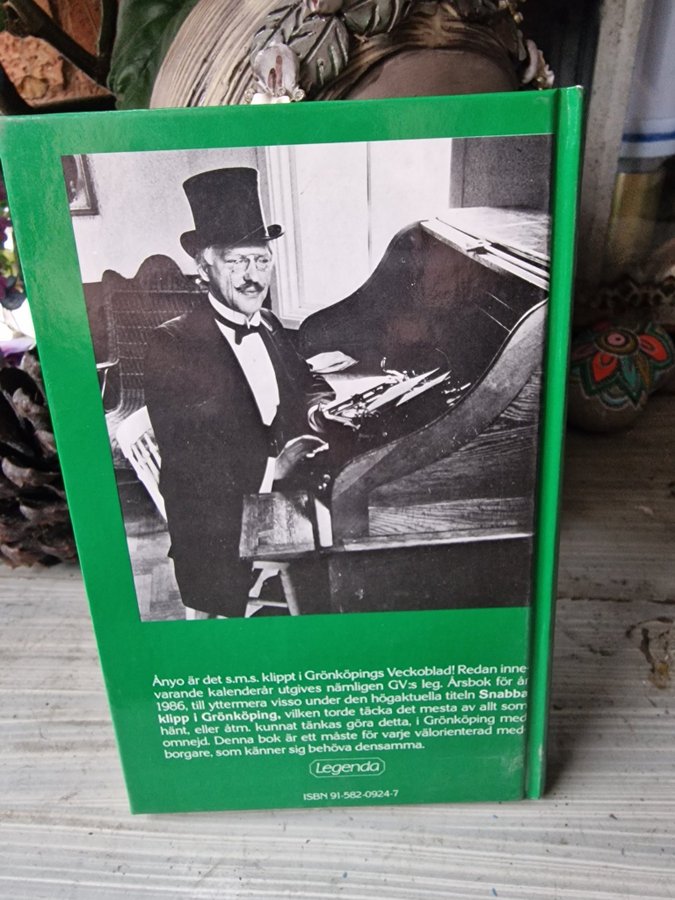 Ånyo är det s.m.s. klippt i Grönköpings Veckoblad! Redan inne-
varande kalenderår utgives nämligen GV:s leg. Årsbok för år
1986, till yttermera visso under den högaktuella titeln Snabba
klipp i Grönköping, vilken torde täcka det mesta av allt som
hänt, eller åtm. kunnat tänkas göra detta, i Grönköping med
omnejd. Denna bok är ett måste för varje välorienterad med-
borgare, som känner sig behöva densamma.
Legenda
ISBN 91-582-0924-7